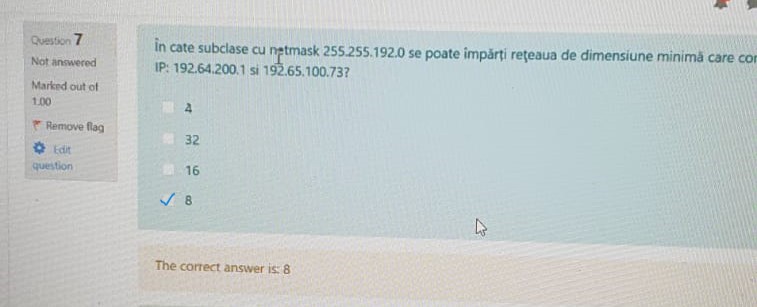 Question 7
Not answered
Marked out of
1.00
Remove flag
Edit
question
În cate subclase cu netmask 255.255.192.0 se poate împărți rețeaua de dimensiune minimă care
IP: 192.64.200.1 si 192.65.100.73?
4
32
16
8
The correct answer is: 8